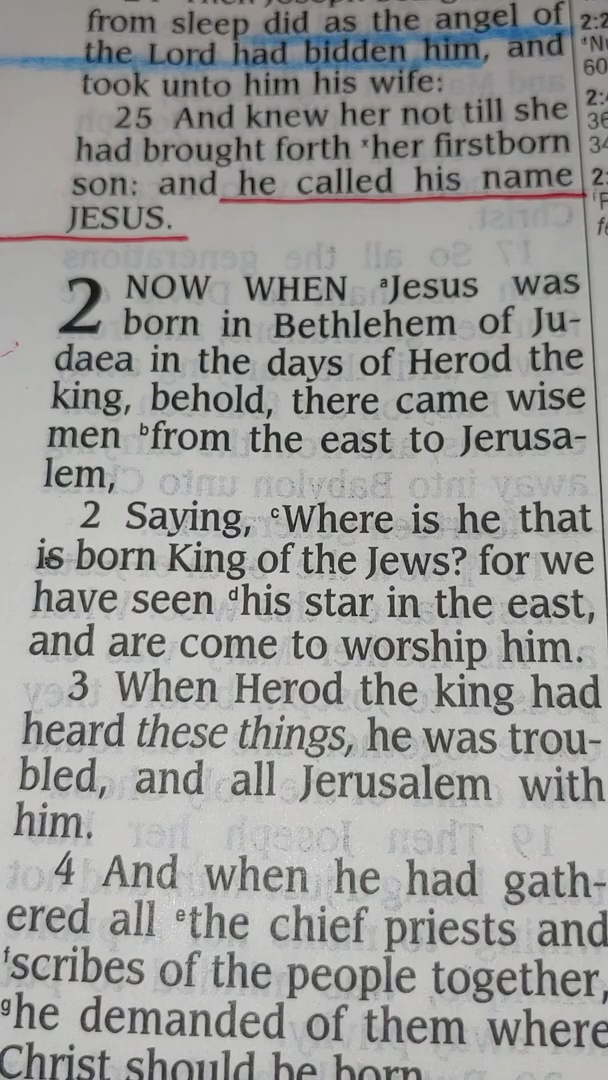 from sleep did as the angel of
the Lord had bidden him, and
took unto him his wife:
25 And knew her not till she
had brought forth ˣher firstborn
son: and he called his name
JESUS.
2 NOW WHEN ᵃJesus was
born in Bethlehem of Ju-
daea in the days of Herod the
king, behold, there came wise
men ᵇfrom the east to Jerusa-
lem,
2 Saying, ᶜWhere is he that
is born King of the Jews? for we
have seen ᵈhis star in the east,
and are come to worship him.
3 When Herod the king had
heard these things, he was trou-
bled, and all Jerusalem with
him.
4 And when he had gath-
ered all ᵉthe chief priests and
ᶠscribes of the people together,
ᵍhe demanded of them where
Christ should be born.